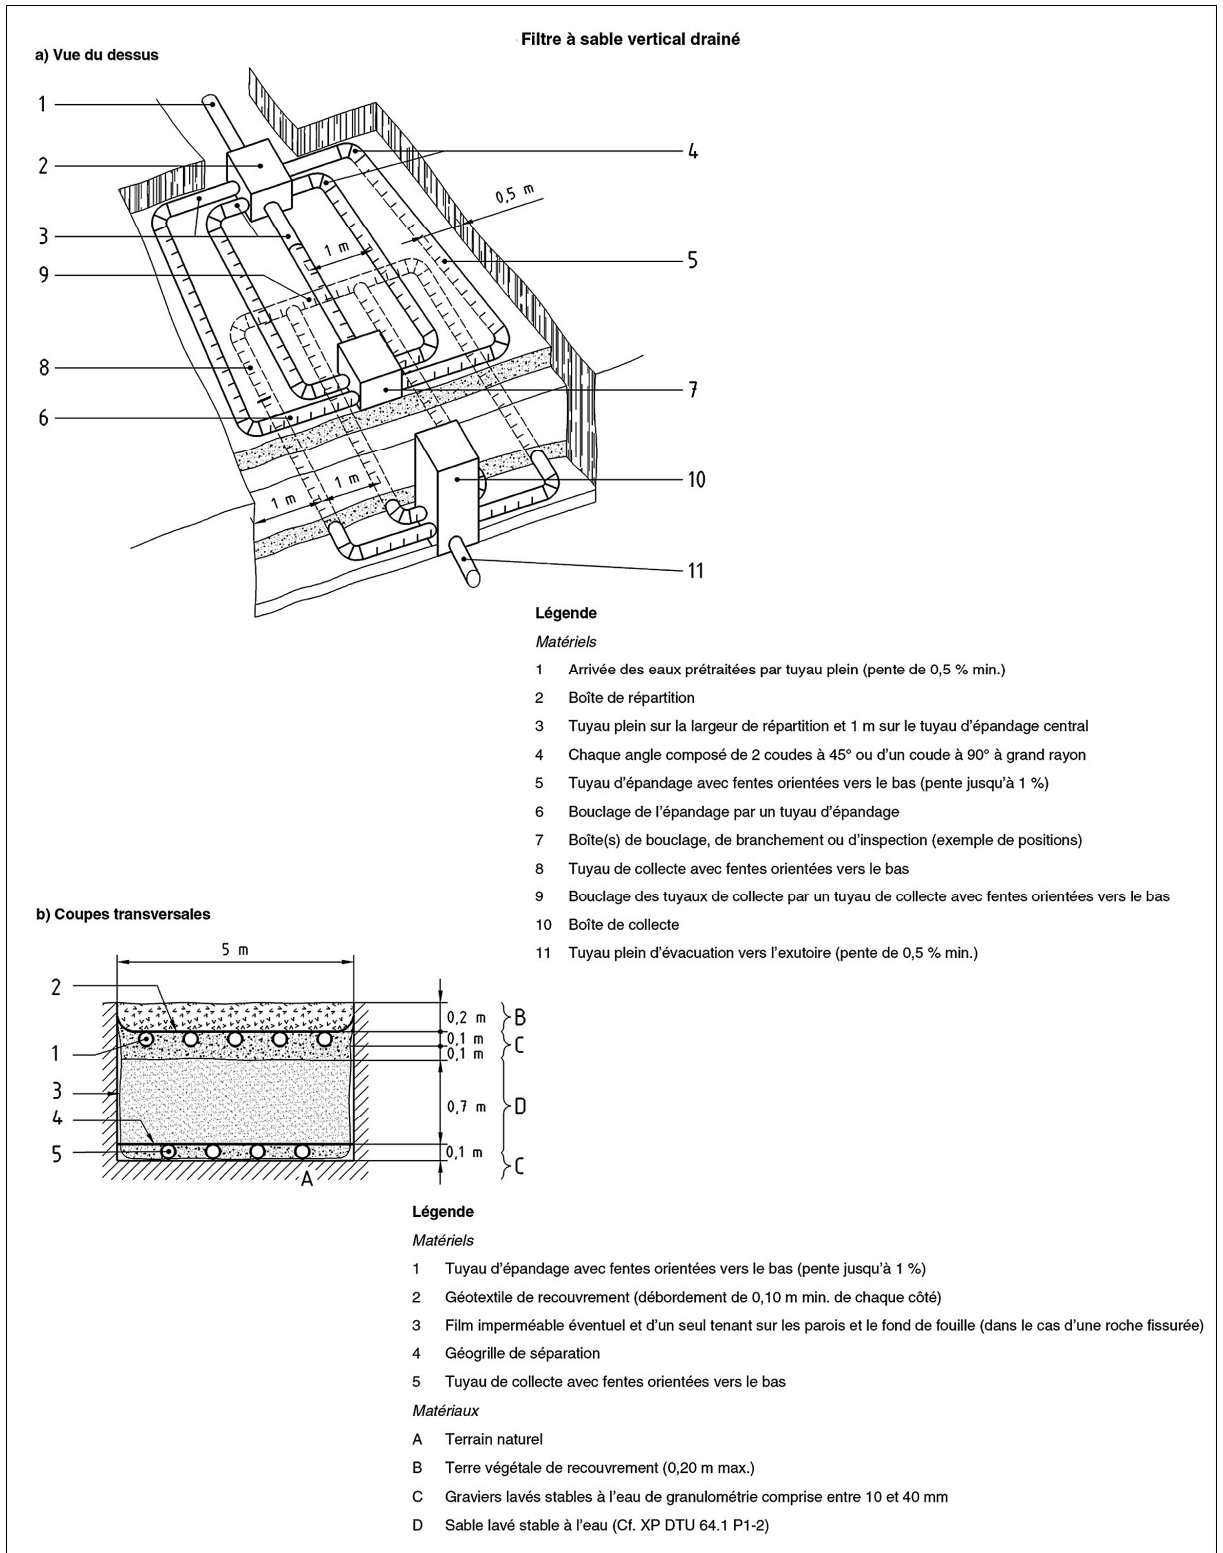 Filtre à sable vertical drainé
a) Vue du dessus
1
2
3
9
8
6
4
0,5 m
1 m
5
7
10
1 m
1 m
11
Légende
Matériels
1 Arrivée des eaux prétraitées par tuyau plein (pente de 0,5 % min.)
2 Boîte de répartition
3 Tuyau plein sur la largeur de répartition et 1 m sur le tuyau d’épandage central
4 Chaque angle composé de 2 coudes à 45° ou d’un coude à 90° à grand rayon
5 Tuyau d’épandage avec fentes orientées vers le bas (pente jusqu’à 1 %)
6 Bouclage de l’épandage par un tuyau d’épandage
7 Boîte(s) de bouclage, de branchement ou d’inspection (exemple de positions)
8 Tuyau de collecte avec fentes orientées vers le bas
9 Bouclage des tuyaux de collecte par un tuyau de collecte avec fentes orientées vers le bas
10 Boîte de collecte
11 Tuyau plein d’évacuation vers l’exutoire (pente de 0,5 % min.)
b) Coupes transversales
5 m
2
1
3
4
5
A
0,2 m B
0,1 m C
0,1 m
0,7 m D
0,1 m C
Légende
Matériels
1 Tuyau d’épandage avec fentes orientées vers le bas (pente jusqu’à 1 %)
2 Géotextile de recouvrement (débordement de 0,10 m min. de chaque côté)
3 Film imperméable éventuel et d’un seul tenant sur les parois et le fond de fouille (dans le cas d’une roche fissurée)
4 Géogrille de séparation
5 Tuyau de collecte avec fentes orientées vers le bas
Matériaux
A Terrain naturel
B Terre végétale de recouvrement (0,20 m max.)
C Graviers lavés stables à l’eau de granulométrie comprise entre 10 et 40 mm
D Sable lavé stable à l’eau (Cf. XP DTU 64.1 P1-2)